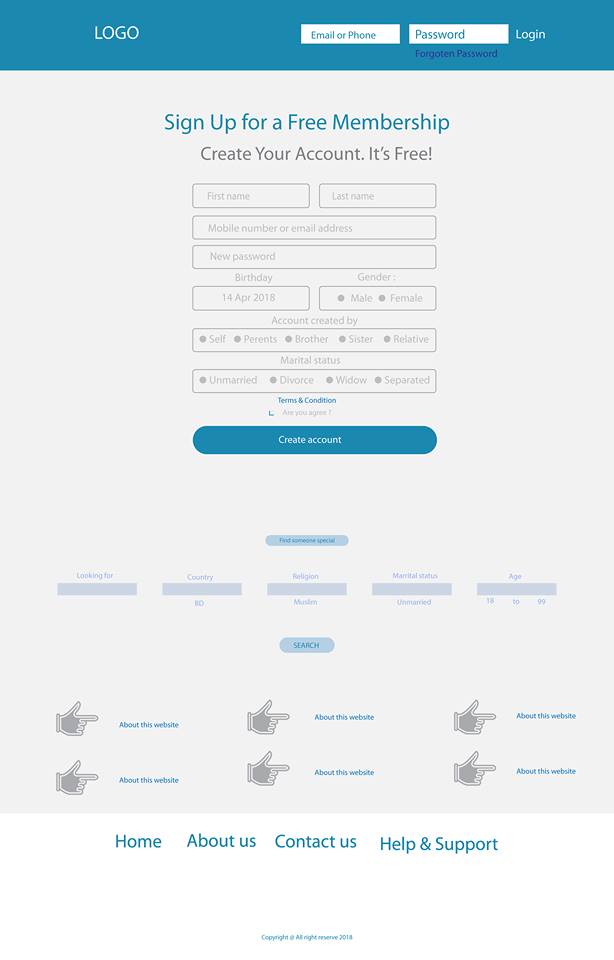 LOGO
Email or Phone Password Login
Forgoten Password
Sign Up for a Free Membership
Create Your Account. It's Free!
First name Last name
Mobile number or email address
New password
Birthday Gender :
14 Apr 2018 Male Female
Account created by
Self Perents Brother Sister Relative
Marital status
Unmarried Divorce Widow Separated
Terms & Condition
Are you agree ?
Create account
Find someone special
Looking for Country Religion Marrital status Age
BD Muslim Unmarried 18 to 99
SEARCH
About this website About this website About this website
About this website About this website About this website
Home About us Contact us Help & Support
Copyright @ All right reserve 2018